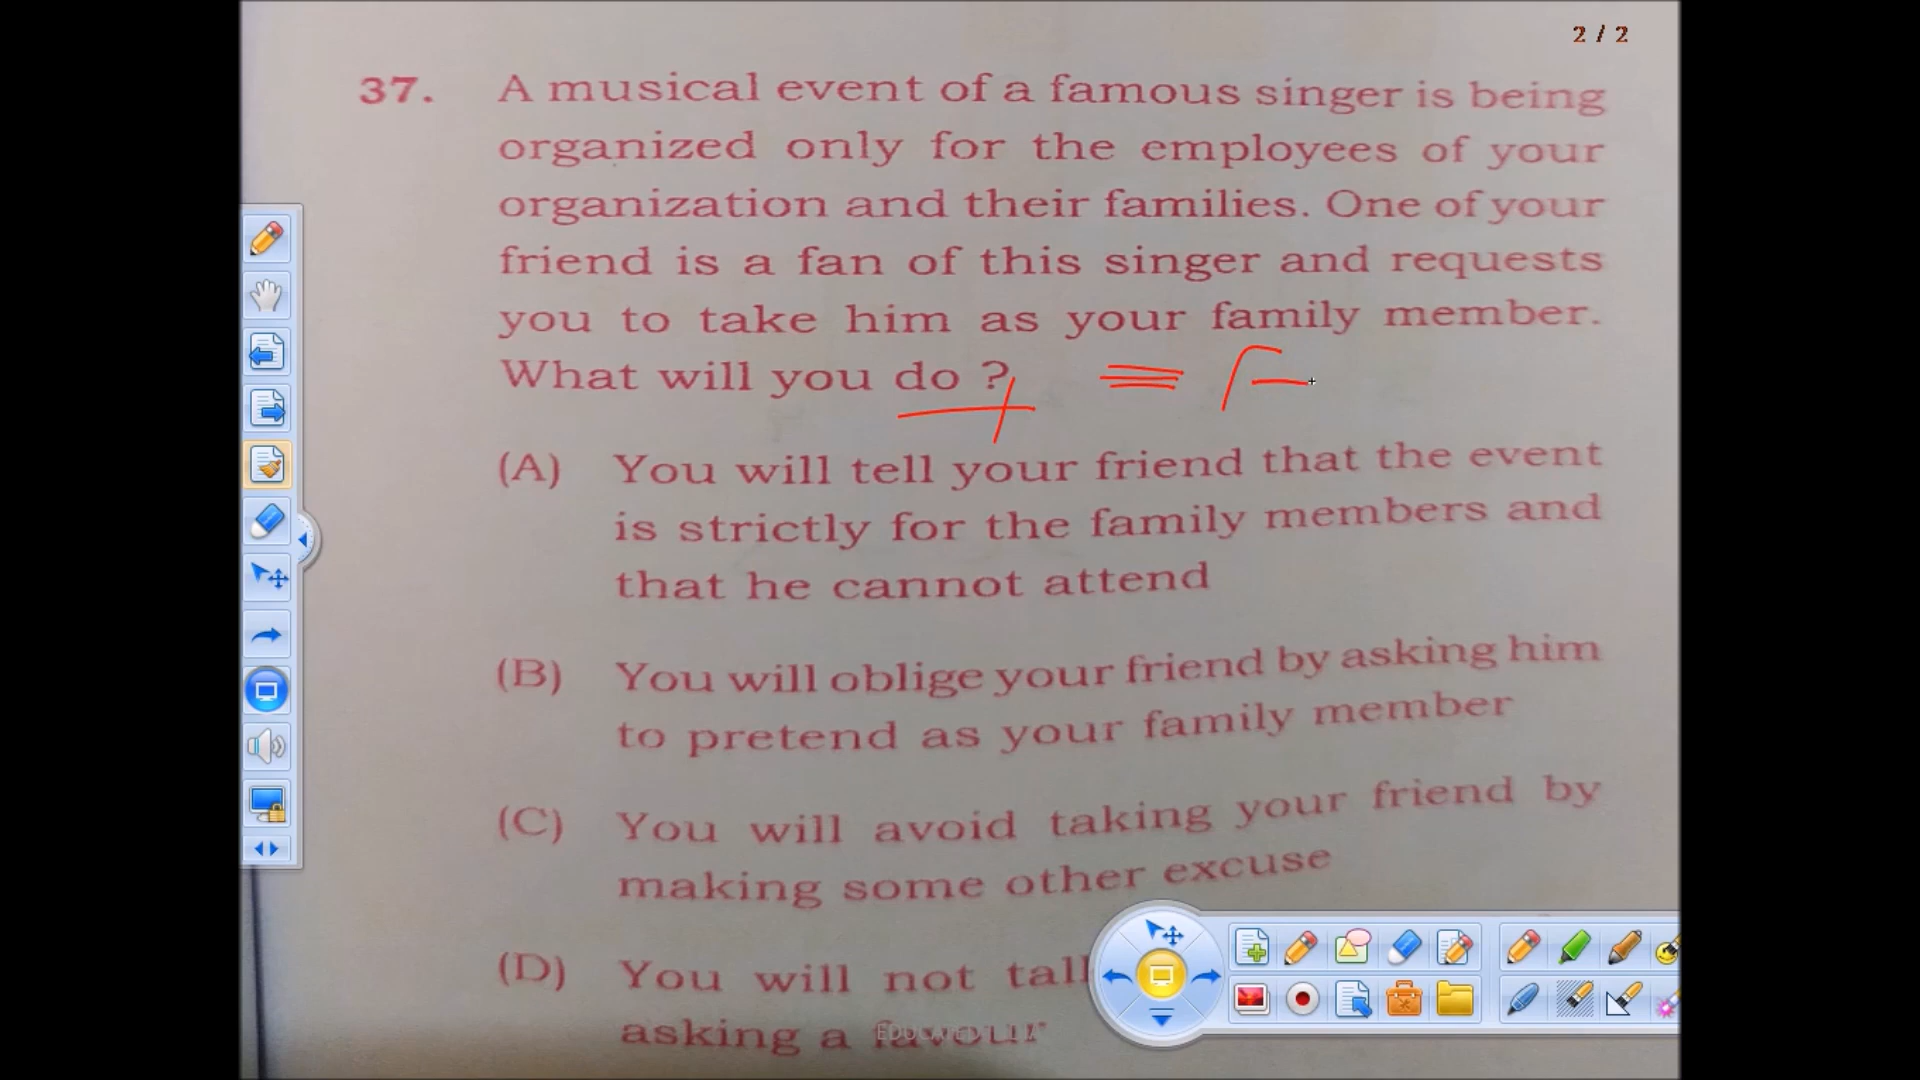 2 / 2
37. A musical event of a famous singer is being
organized only for the employees of your
organization and their families. One of your
friend is a fan of this singer and requests
you to take him as your family member.
What will you do ?
(A) You will tell your friend that the event
is strictly for the family members and
that he cannot attend
(B) You will oblige your friend by asking him
to pretend as your family member
(C) You will avoid taking your friend by
making some other excuse
(D) You will not
asking a favour